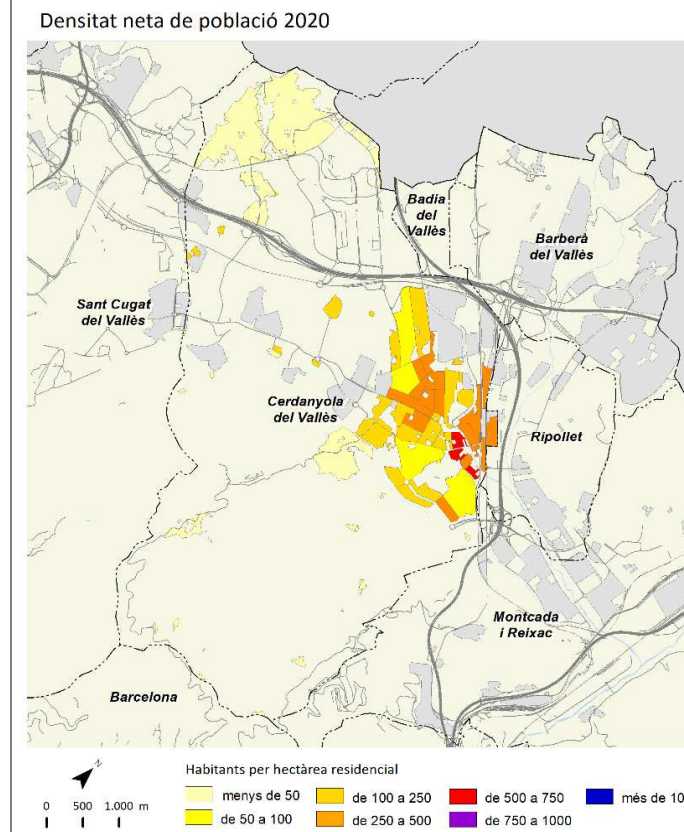 Densitat neta de població 2020
Badia
del
Vallès
Barberà
del Vallès
Sant Cugat
del Vallès
Cerdanyola
del Vallès
Ripollet
Montcada
i Reixac
Barcelona
N
0 500 1.000 m
Habitants per hectàrea residencial
menys de 50
de 50 a 100
de 100 a 250
de 250 a 500
de 500 a 750
de 750 a 1000
més de 10